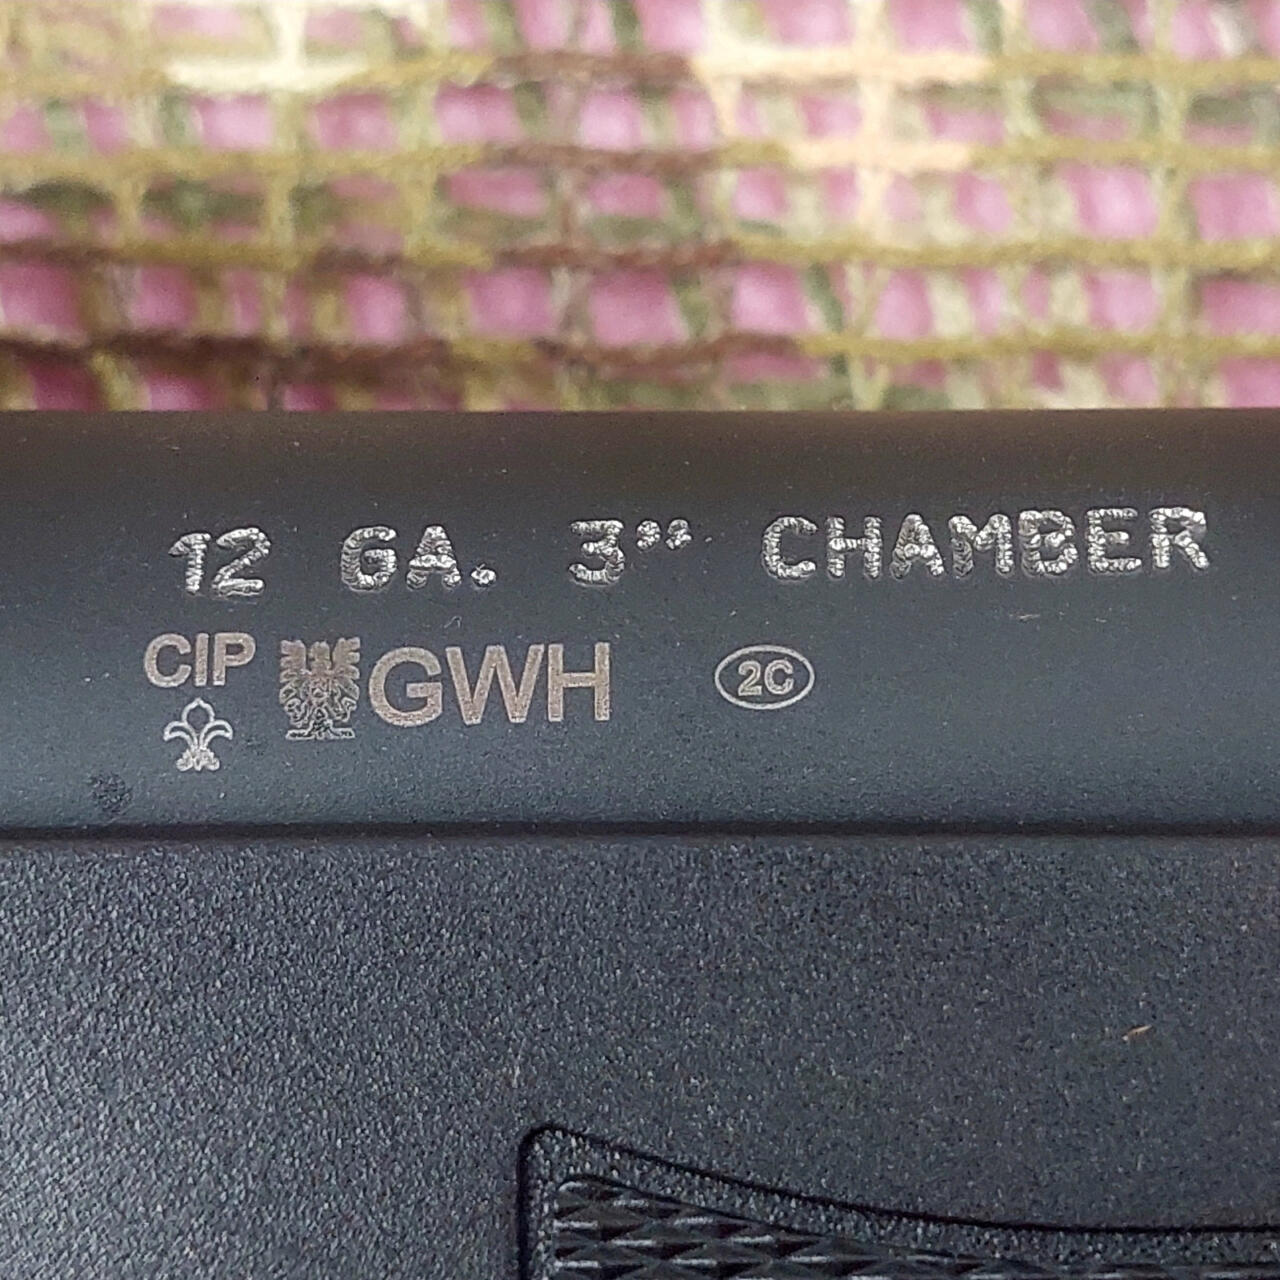 12 GA. 3” CHAMBER
CIP GWH 2C